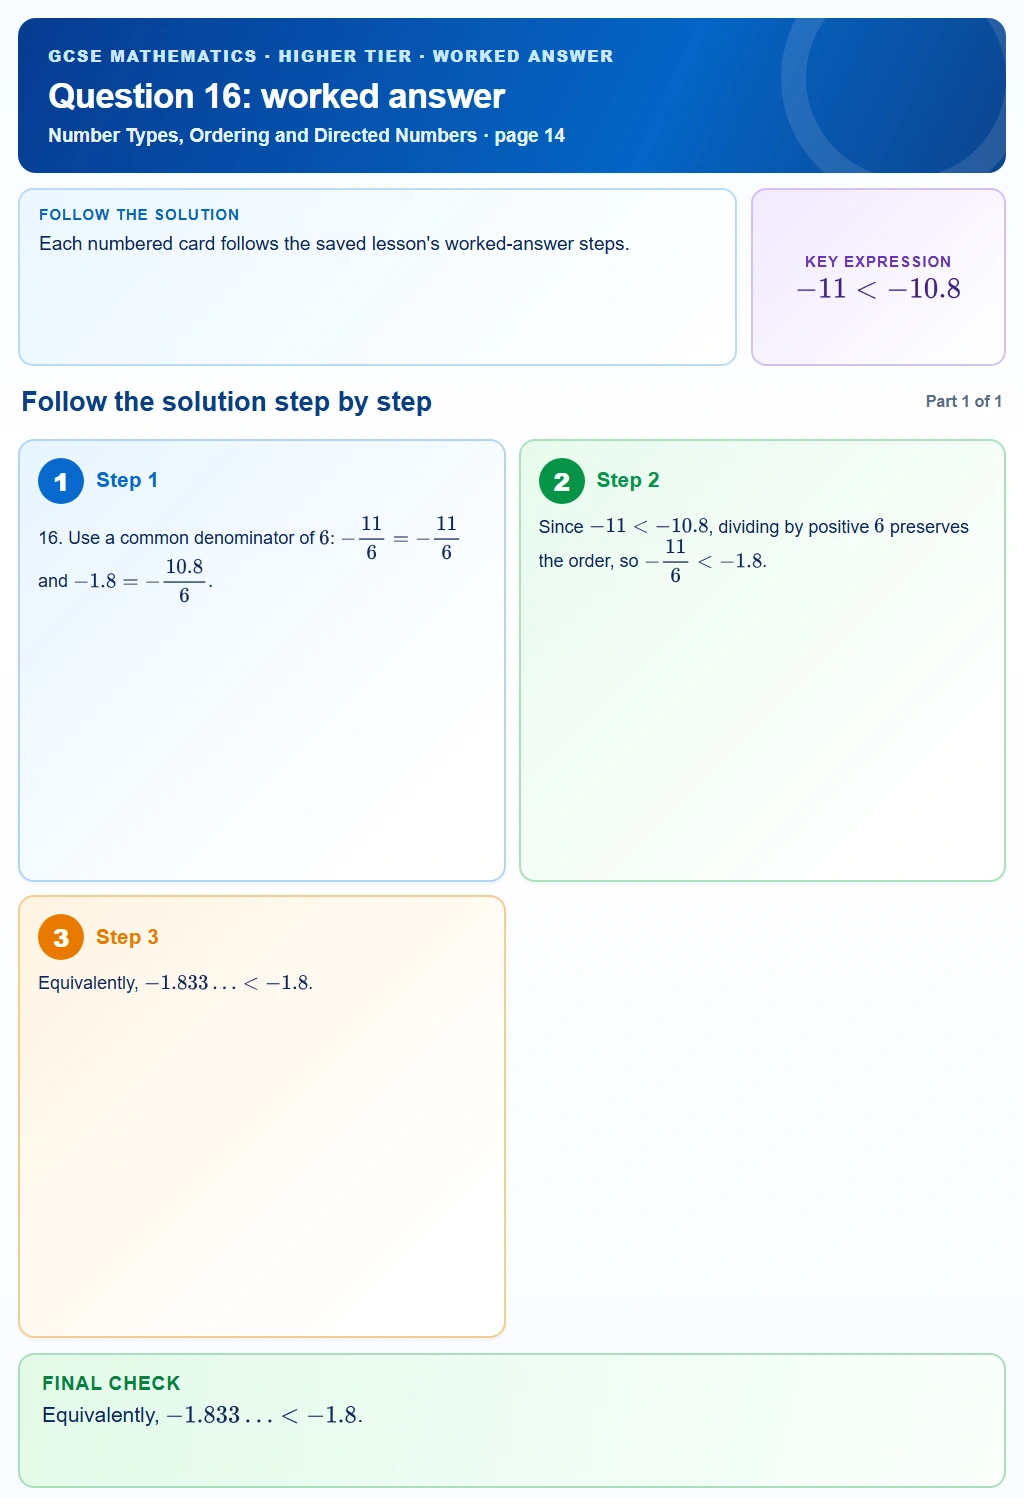 GCSE MATHEMATICS · HIGHER TIER · WORKED ANSWER
Question 16: worked answer
Number Types, Ordering and Directed Numbers · page 14
FOLLOW THE SOLUTION
Each numbered card follows the saved lesson's worked-answer steps.
KEY EXPRESSION
−11 < −10.8
Follow the solution step by step
Part 1 of 1
1 Step 1
16. Use a common denominator of 6: −11/6 = −11/6
and −1.8 = −10.8/6.
2 Step 2
Since −11 < −10.8, dividing by positive 6 preserves
the order, so −11/6 < −1.8.
3 Step 3
Equivalently, −1.833... < −1.8.
FINAL CHECK
Equivalently, −1.833... < −1.8.